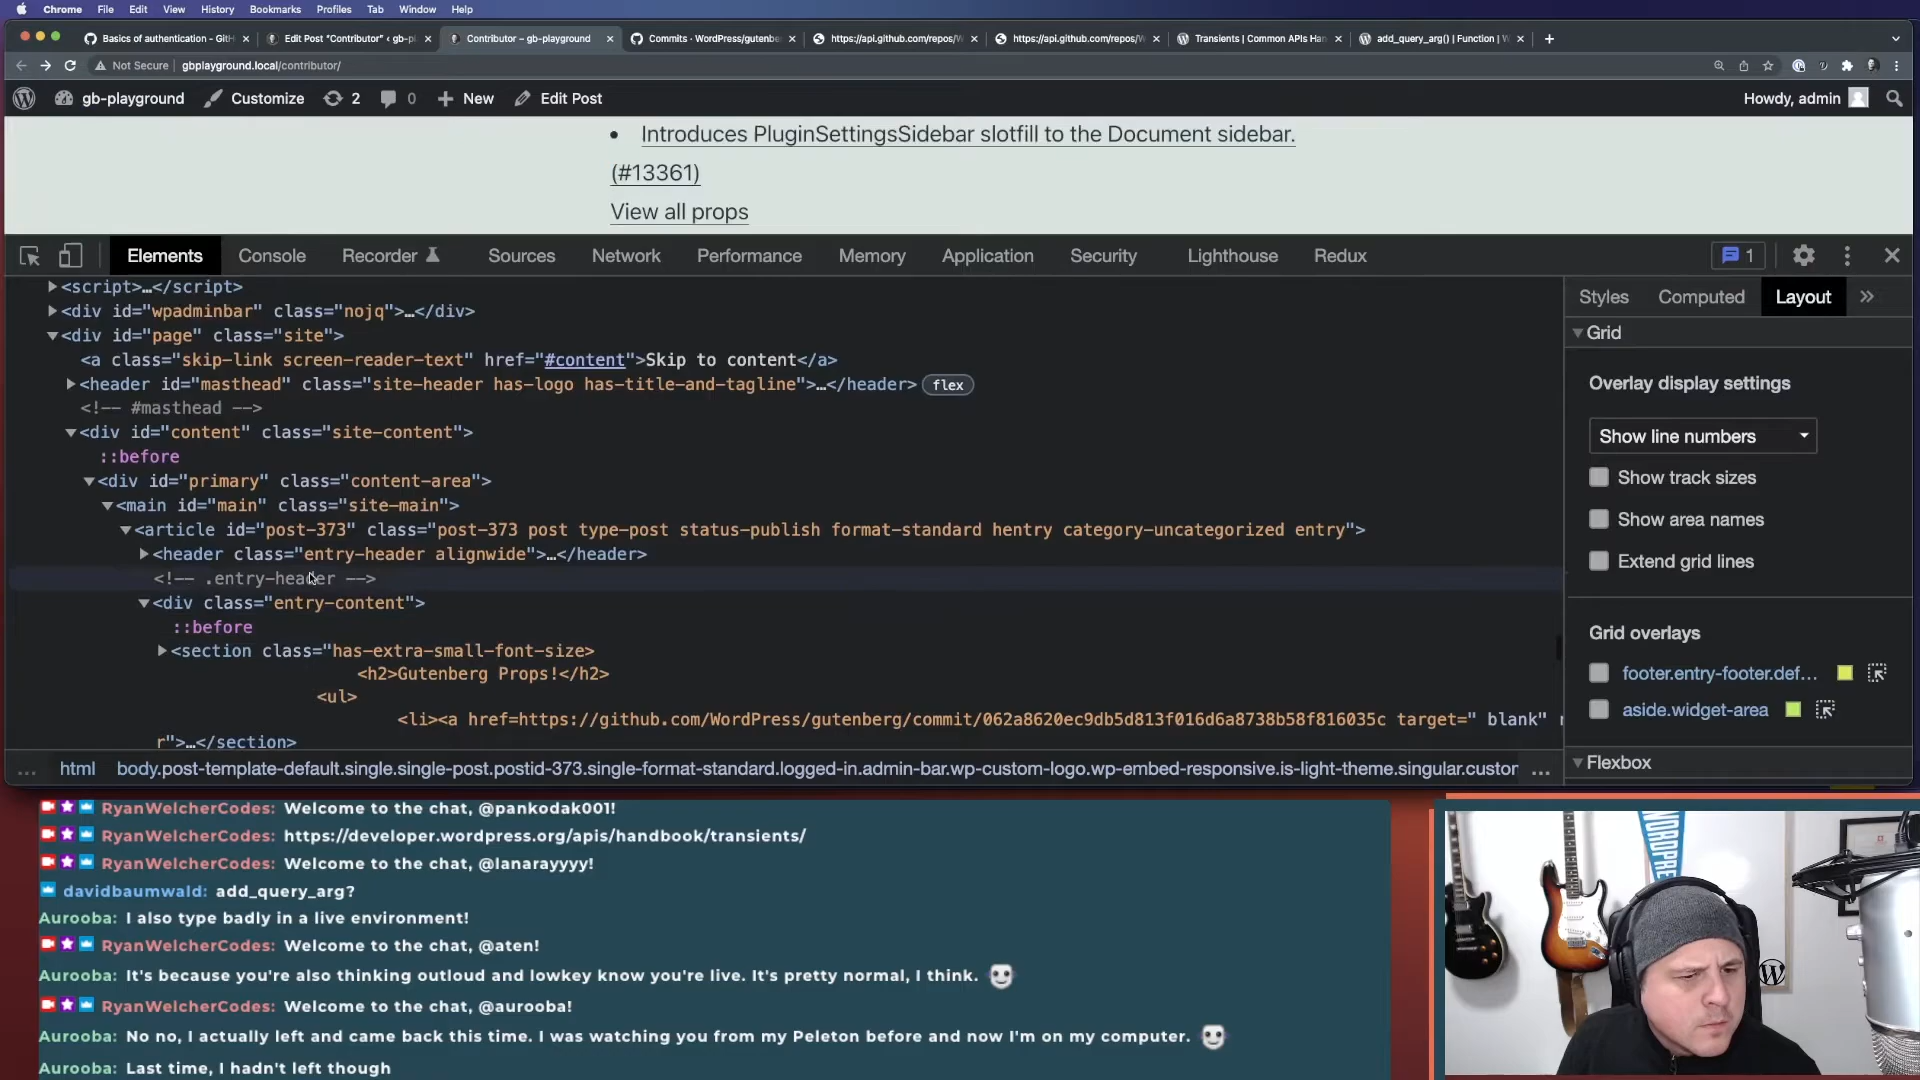 Chrome File Edit View History Bookmarks Profiles Tab Window Help
Basics of authentication - GitH × Edit Post "Contributor" ‹ gb-pl × Contributor – gb-playground × Commits · WordPress/gutenbe × https://api.github.com/repos/W × https://api.github.com/repos/W × Transients | Common APIs Han × add_query_arg() | Function | W × +
Not Secure | gbplayground.local/contributor/
gb-playground Customize 2 0 + New Edit Post Howdy, admin
• Introduces PluginSettingsSidebar slotfill to the Document sidebar.
(#13361)
View all props
Elements Console Recorder Sources Network Performance Memory Application Security Lighthouse Redux 1
<script>…</script>
<div id="wpadminbar" class="nojq">…</div>
<div id="page" class="site">
<a class="skip-link screen-reader-text" href="#content">Skip to content</a>
<header id="masthead" class="site-header has-logo has-title-and-tagline">…</header> flex
<!-- #masthead -->
<div id="content" class="site-content">
::before
<div id="primary" class="content-area">
<main id="main" class="site-main">
<article id="post-373" class="post-373 post type-post status-publish format-standard hentry category-uncategorized entry">
<header class="entry-header alignwide">…</header>
<!-- .entry-header -->
<div class="entry-content">
::before
<section class="has-extra-small-font-size>
<h2>Gutenberg Props!</h2>
<ul>
<li><a href=https://github.com/WordPress/gutenberg/commit/062a8620ec9db5d813f016d6a8738b58f816035c target=" blank"
r">…</section>
… html body.post-template-default.single.single-post.postid-373.single-format-standard.logged-in.admin-bar.wp-custom-logo.wp-embed-responsive.is-light-theme.singular.custom …
Styles Computed Layout »
Grid
Overlay display settings
Show line numbers
Show track sizes
Show area names
Extend grid lines
Grid overlays
footer.entry-footer.def…
aside.widget-area
Flexbox
RyanWelcherCodes: Welcome to the chat, @pankodak001!
RyanWelcherCodes: https://developer.wordpress.org/apis/handbook/transients/
RyanWelcherCodes: Welcome to the chat, @lanarayyyy!
davidbaumwald: add_query_arg?
Aurooba: I also type badly in a live environment!
RyanWelcherCodes: Welcome to the chat, @aten!
Aurooba: It's because you're also thinking outloud and lowkey know you're live. It's pretty normal, I think.
RyanWelcherCodes: Welcome to the chat, @aurooba!
Aurooba: No no, I actually left and came back this time. I was watching you from my Peleton before and now I'm on my computer.
Aurooba: Last time, I hadn't left though